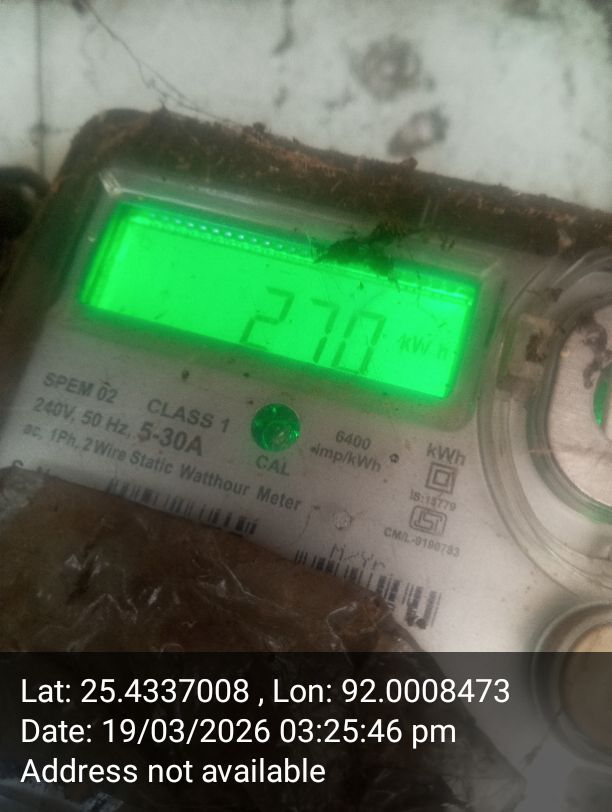 270 kWh
SPEM 02 CLASS 1
240V, 50 Hz, 5-30A
ac, 1Ph, 2Wire Static Watthour Meter
CAL
6400
imp/kWh
kWh
IS:13779
CM/L-9190783
M/Yr
Lat: 25.4337008 , Lon: 92.0008473
Date: 19/03/2026 03:25:46 pm
Address not available